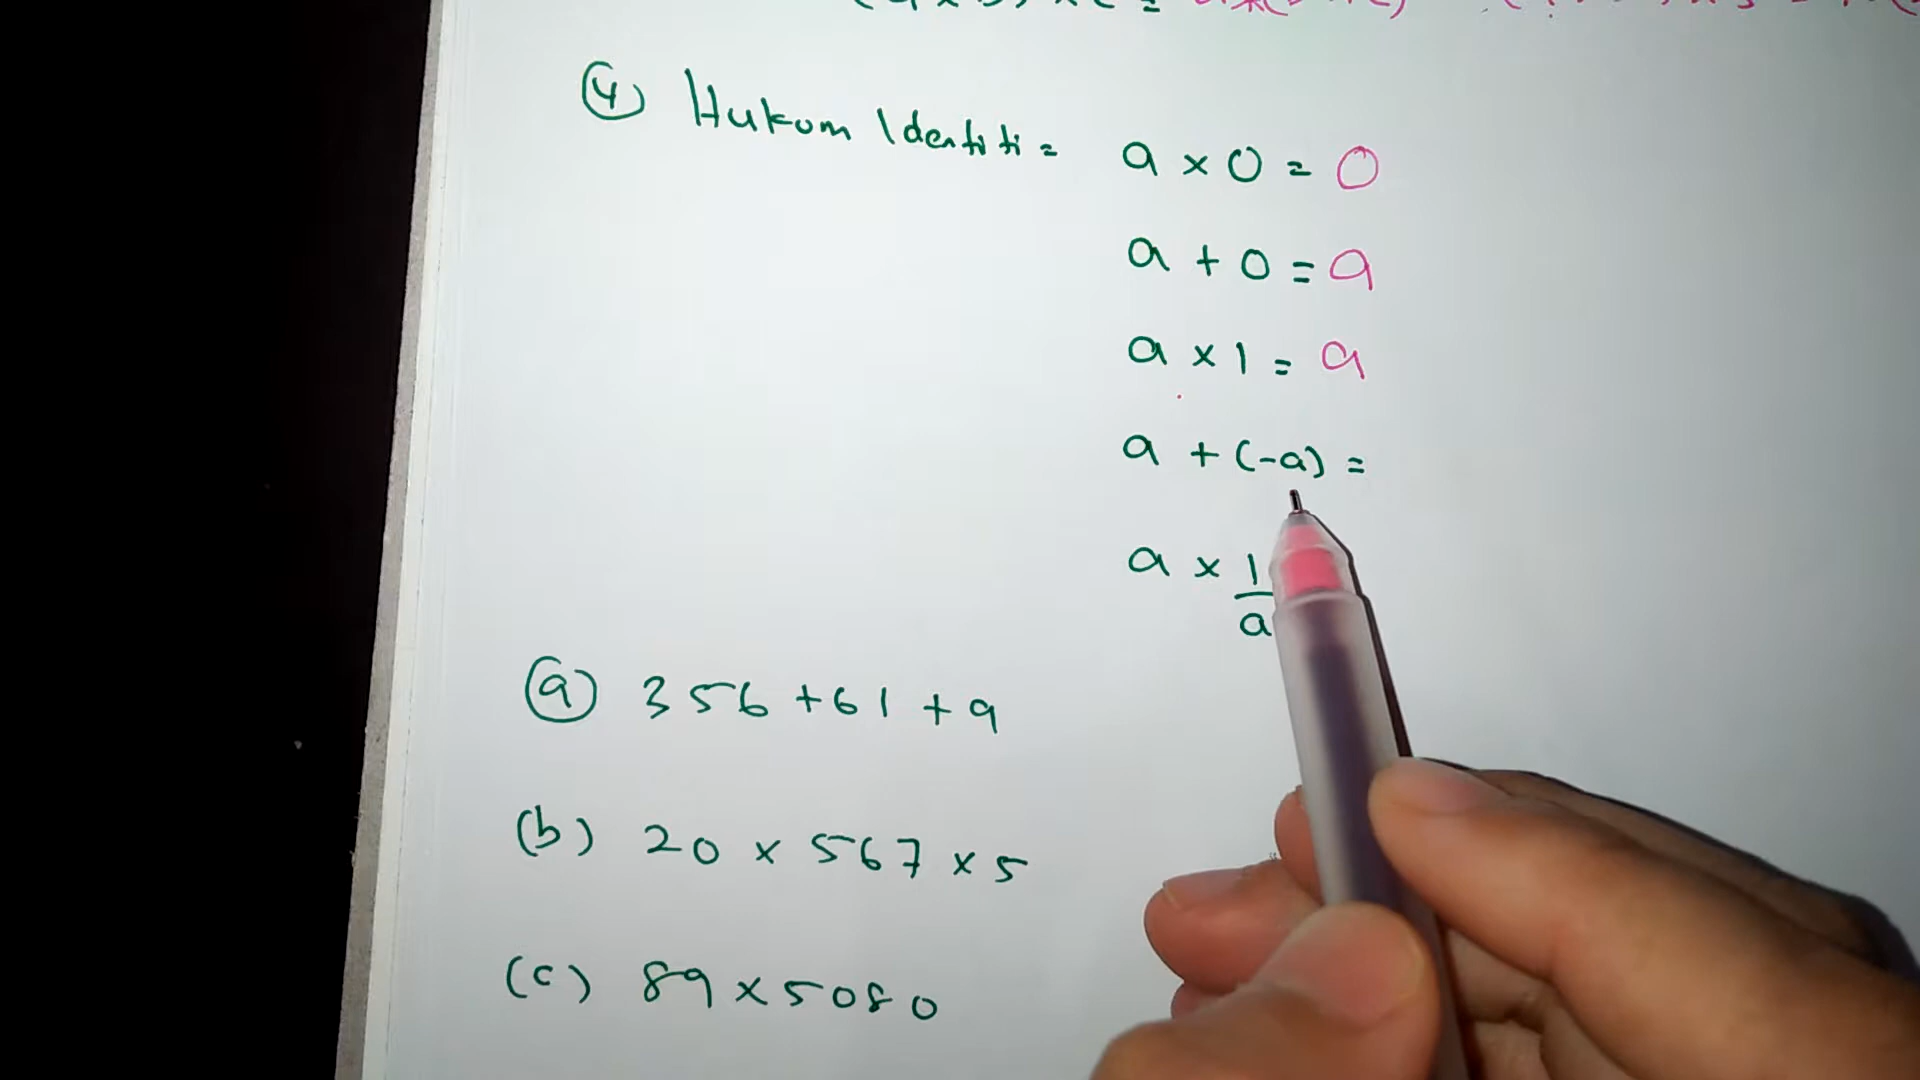 (4) Hukum Identiti = a × 0 = 0
a + 0 = a
a × 1 = a
a + (-a) =
a × 1/a
(a) 356 + 61 + 9
(b) 20 × 567 × 5
(c) 89 × 5080